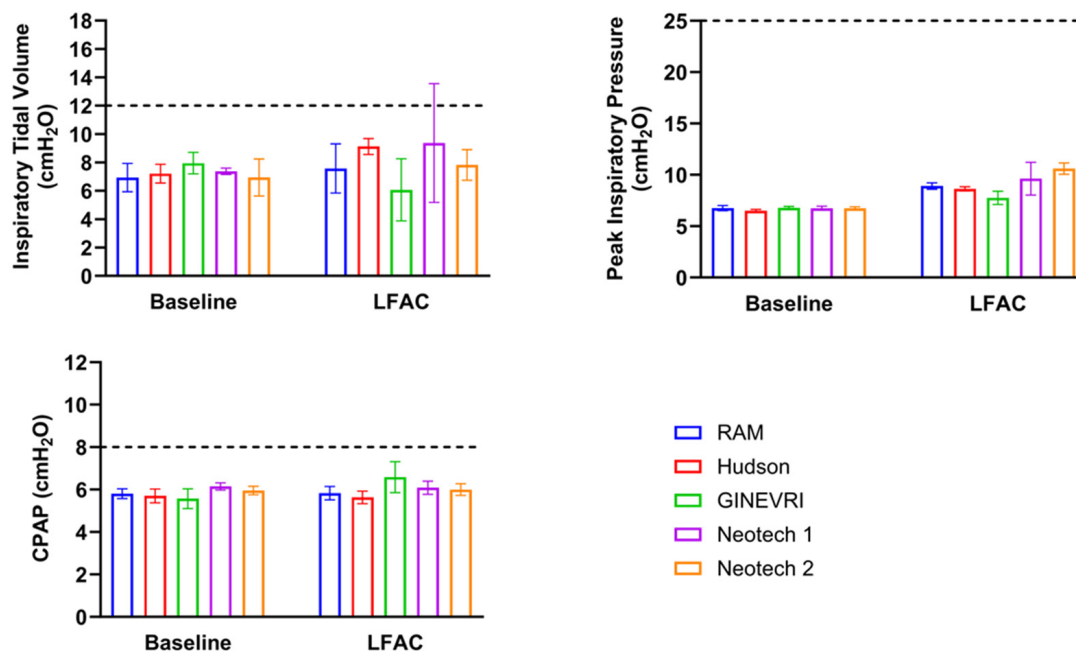 Inspiratory Tidal Volume
(cmH₂O)
18
16
14
12
10
8
6
4
2
0
Baseline
LFAC
Peak Inspiratory Pressure
(cmH₂O)
25
20
15
10
5
0
Baseline
LFAC
CPAP (cmH₂O)
12
10
8
6
4
2
0
Baseline
LFAC
RAM
Hudson
GINEVRI
Neotech 1
Neotech 2